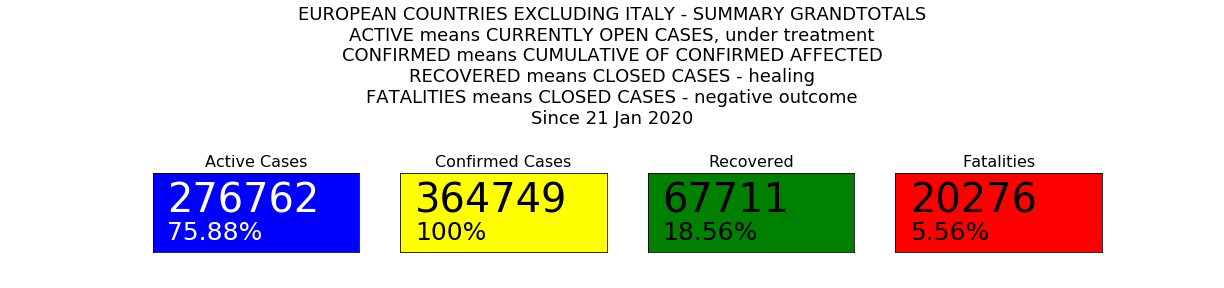 EUROPEAN COUNTRIES EXCLUDING ITALY - SUMMARY GRANDTOTALS
ACTIVE means CURRENTLY OPEN CASES, under treatment
CONFIRMED means CUMULATIVE OF CONFIRMED AFFECTED
RECOVERED means CLOSED CASES - healing
FATALITIES means CLOSED CASES - negative outcome
Since 21 Jan 2020
Active Cases
276762
75.88%
Confirmed Cases
364749
100%
Recovered
67711
18.56%
Fatalities
20276
5.56%